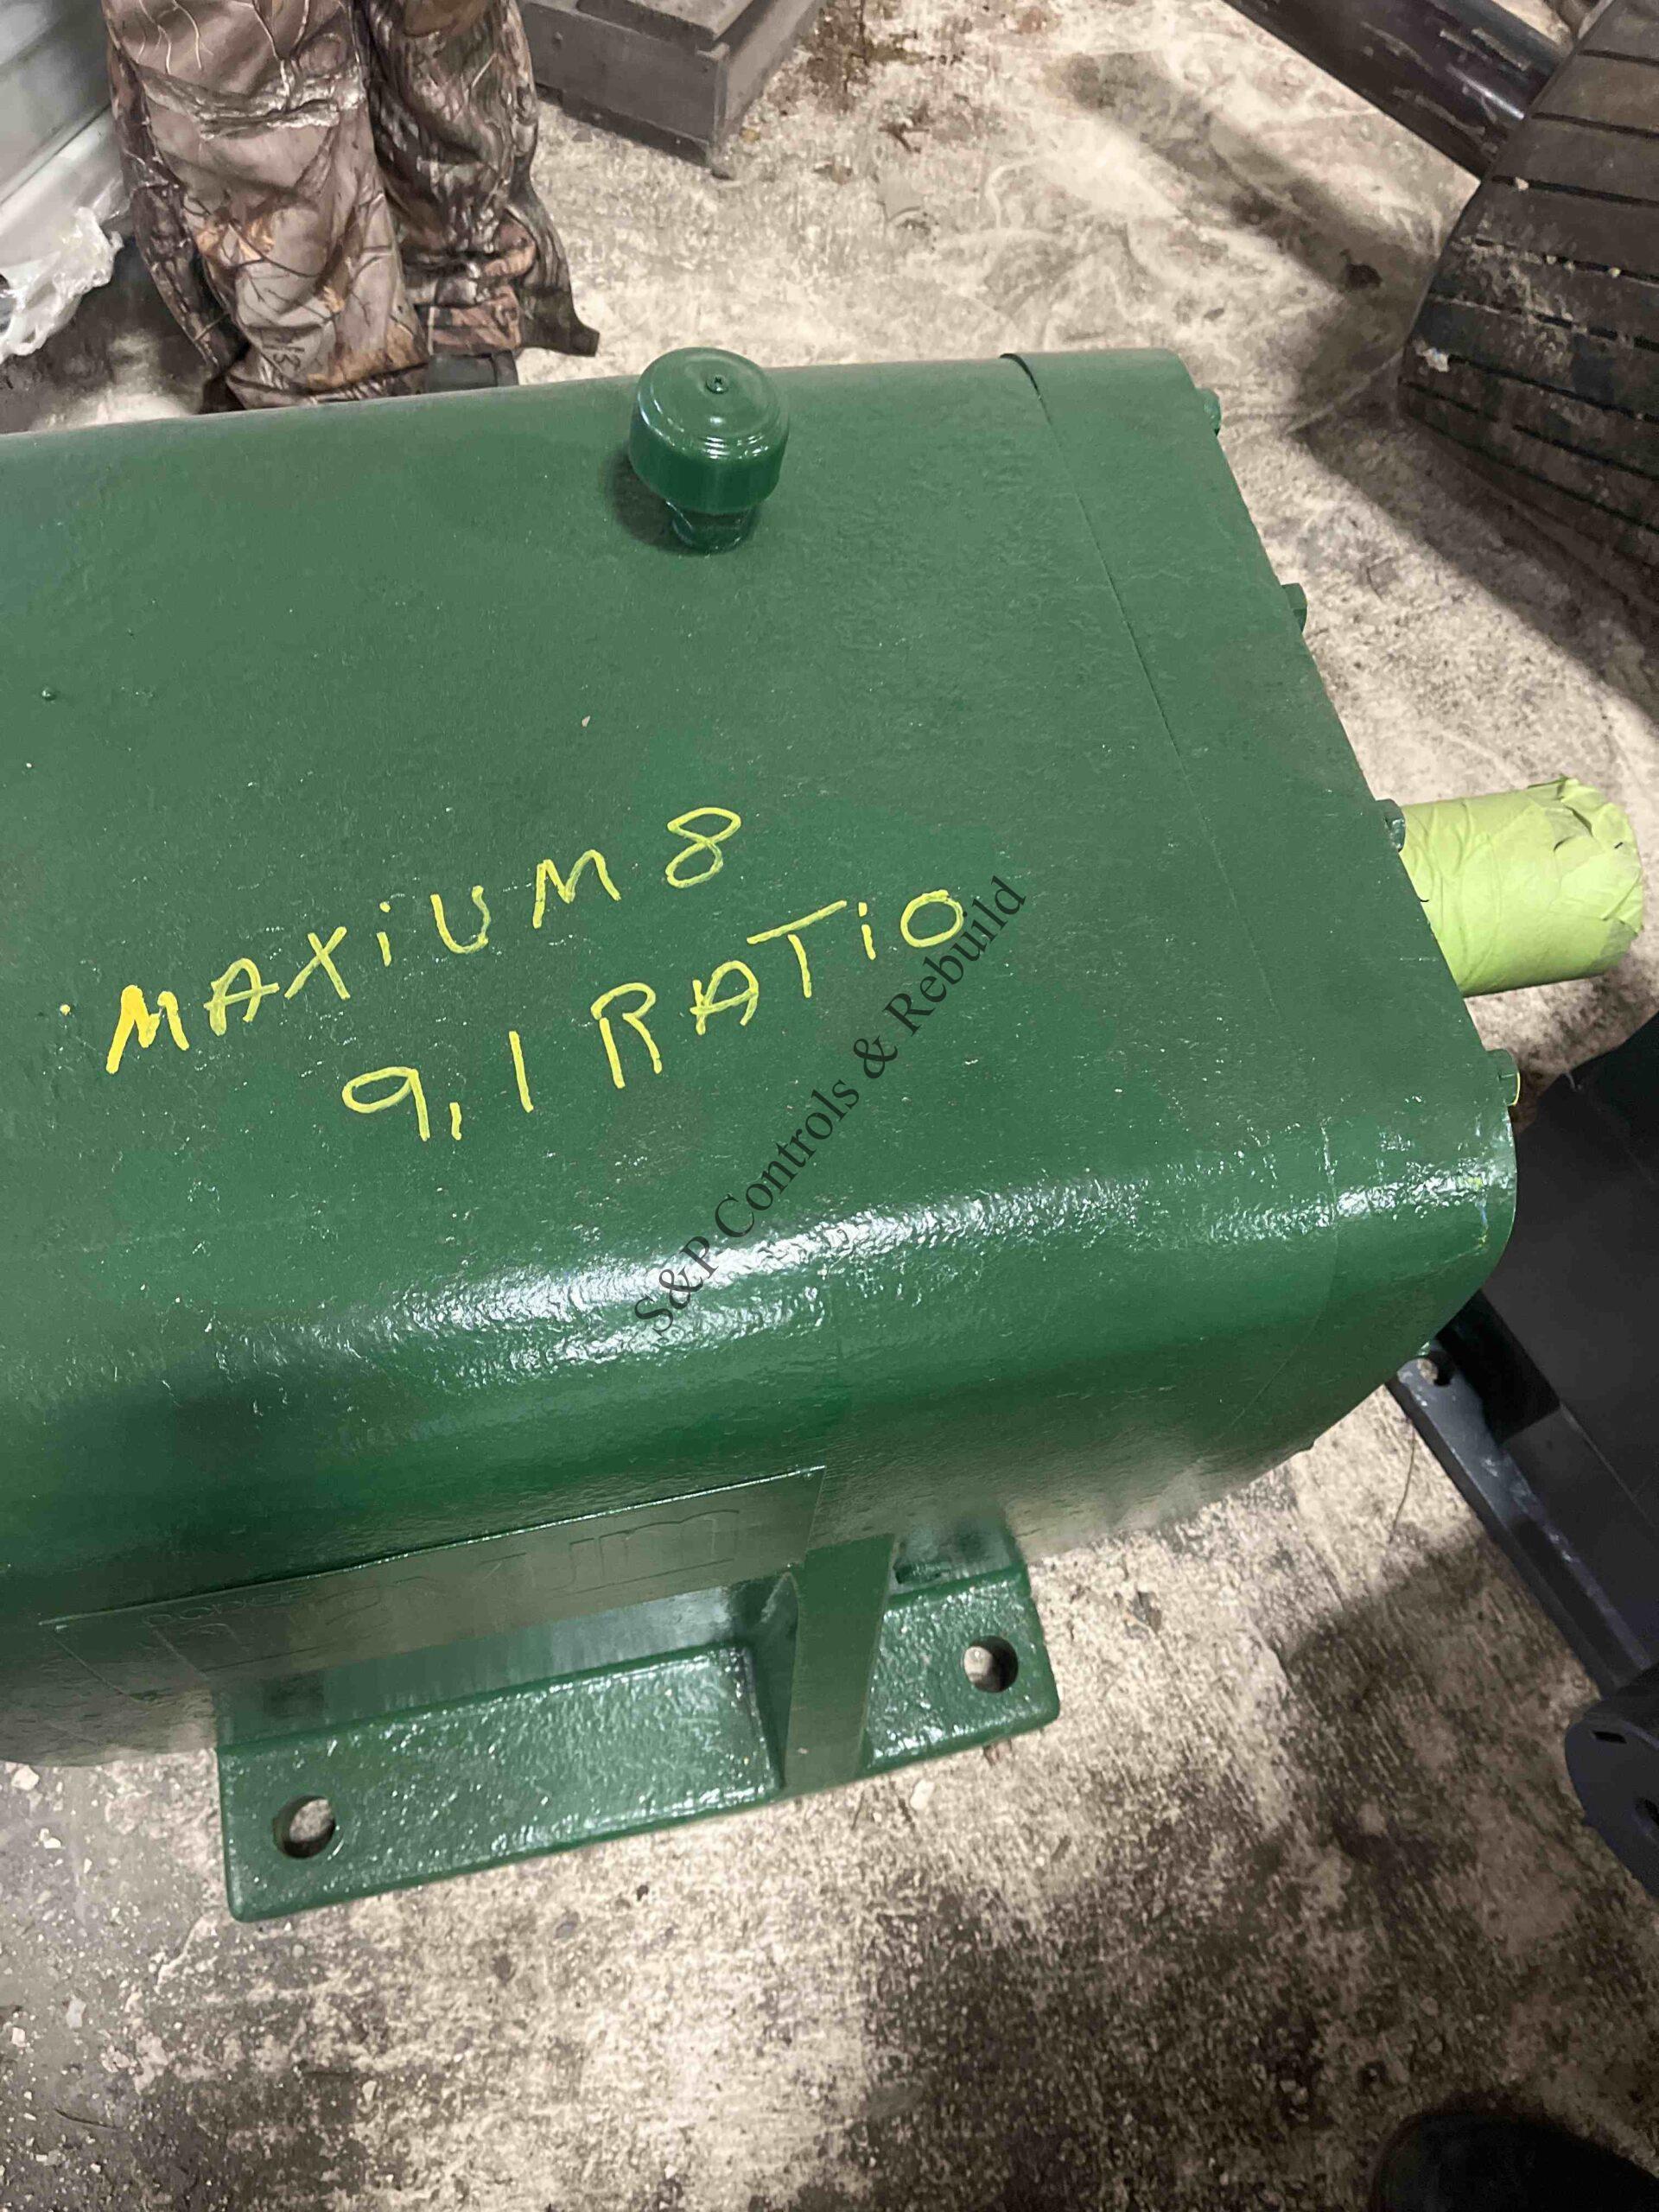 MAXiUM 8
9,1 RATiO
S&P Controls & Rebuild